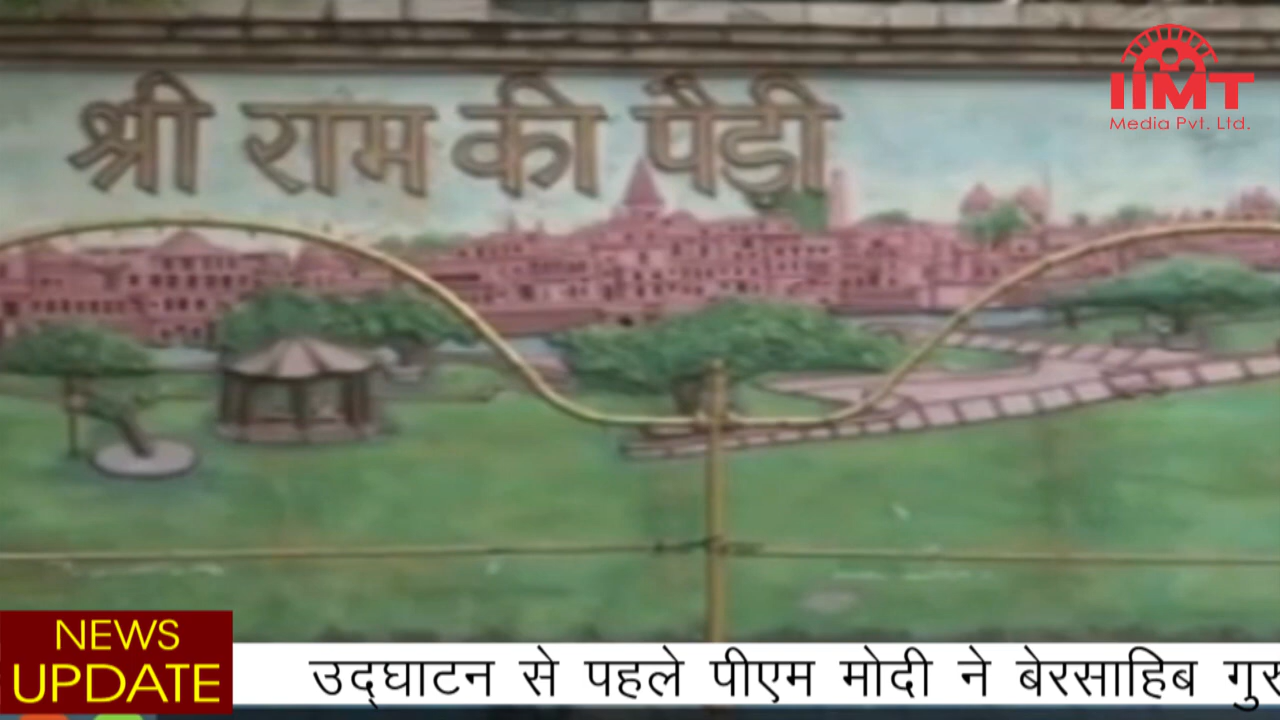 श्री राम की पैड़ी
IIMT
Media Pvt. Ltd.
NEWS
UPDATE
उद्घाटन से पहले पीएम मोदी ने बेरसाहिब